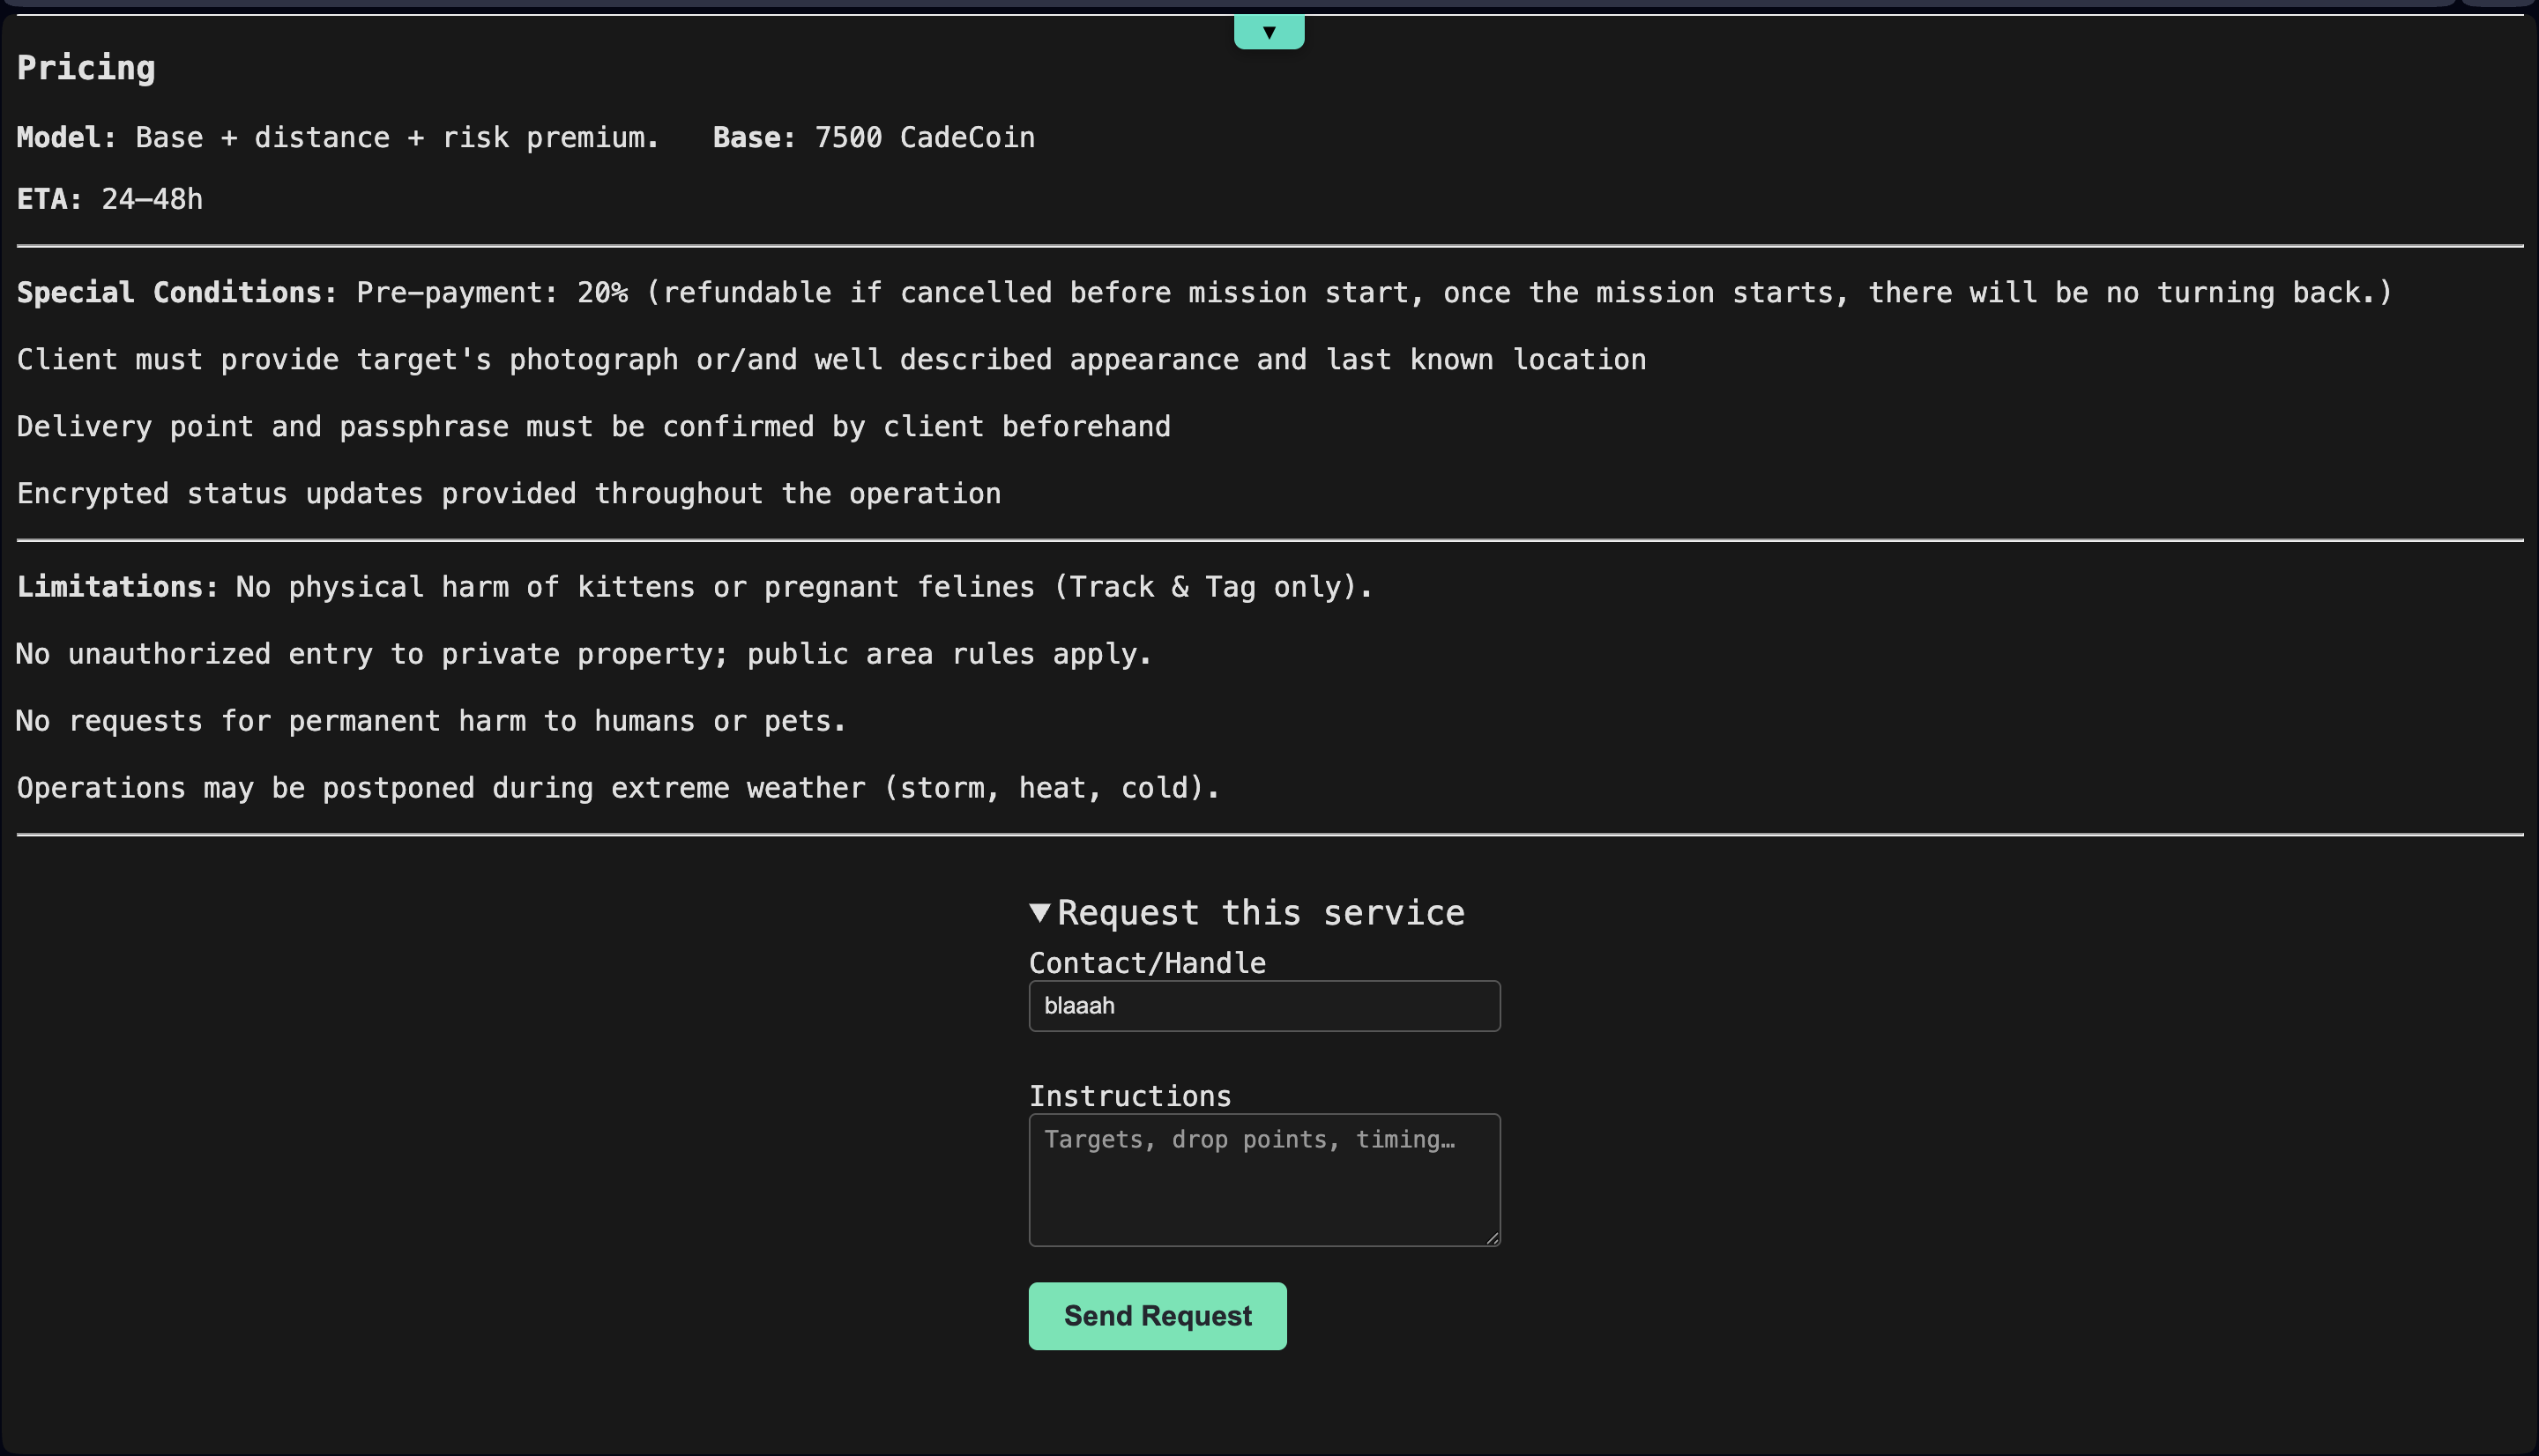 Pricing
Model: Base + distance + risk premium. Base: 7500 CadeCoin
ETA: 24–48h
Special Conditions: Pre-payment: 20% (refundable if cancelled before mission start, once the mission starts, there will be no turning back.)
Client must provide target's photograph or/and well described appearance and last known location
Delivery point and passphrase must be confirmed by client beforehand
Encrypted status updates provided throughout the operation
Limitations: No physical harm of kittens or pregnant felines (Track & Tag only).
No unauthorized entry to private property; public area rules apply.
No requests for permanent harm to humans or pets.
Operations may be postponed during extreme weather (storm, heat, cold).
Request this service
Contact/Handle
blaaah
Instructions
Targets, drop points, timing…
Send Request